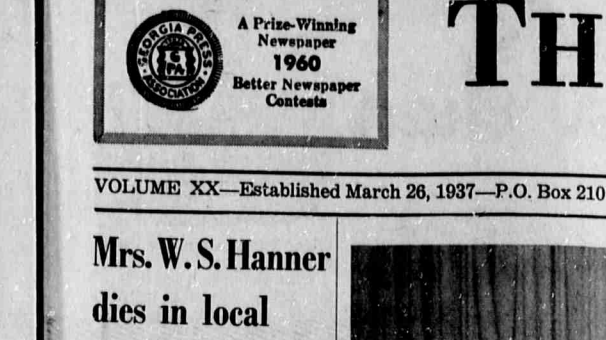 GEORGIA PRESS
GPA
ASSOCIATION
A Prize-Winning
Newspaper
1960
Better Newspaper
Contests
TH
VOLUME XX—Established March 26, 1937—P.O. Box 210
Mrs. W. S. Hanner
dies in local